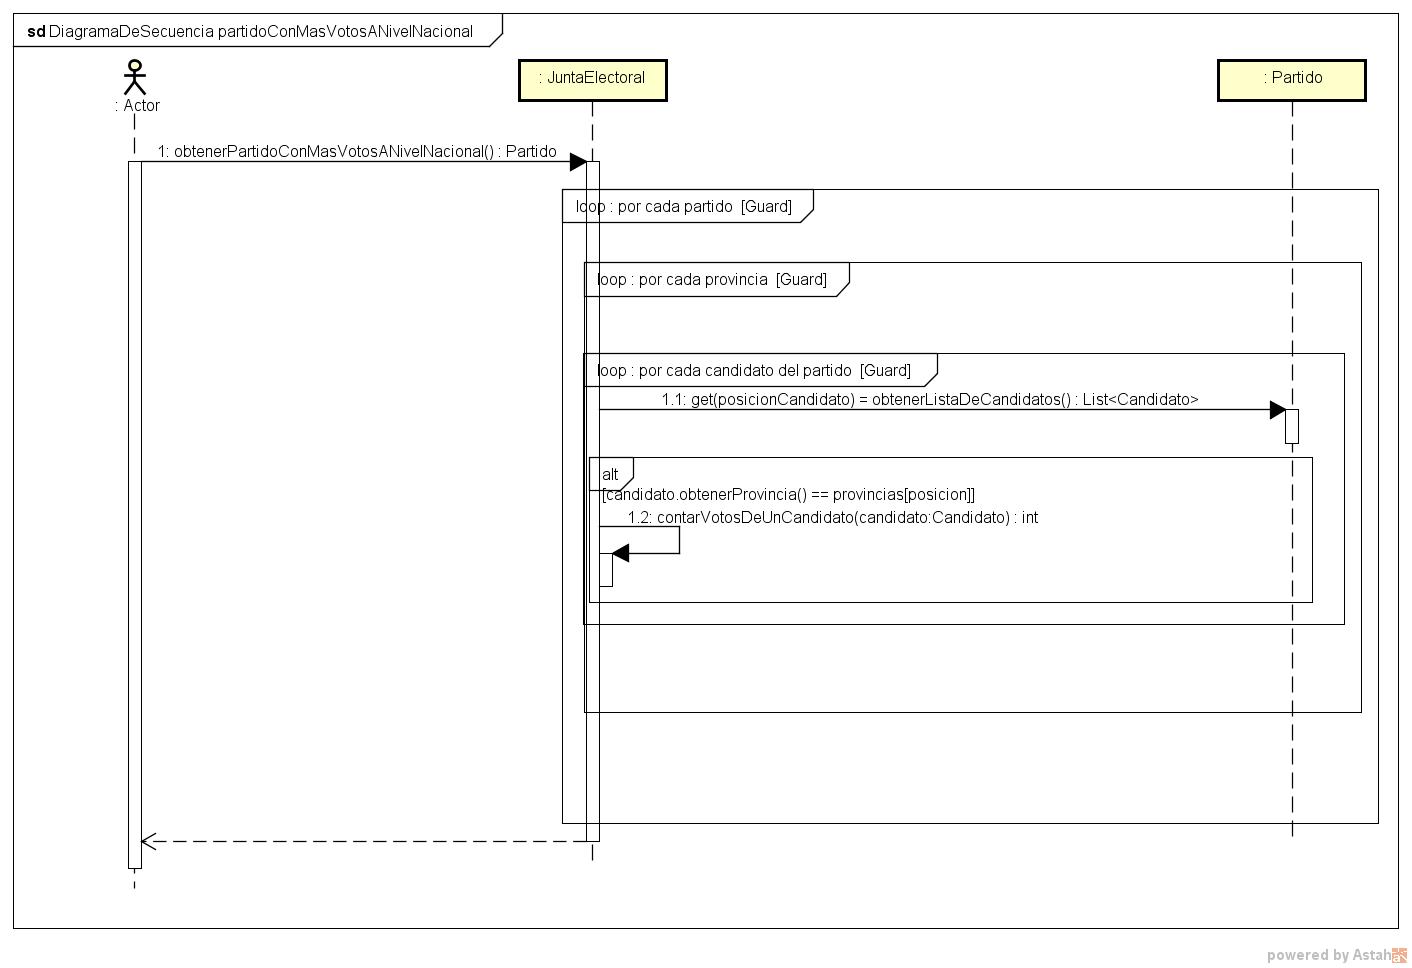 sd DiagramaDeSecuencia partidoConMasVotosANivelNacional
: Actor
: JuntaElectoral
: Partido
1: obtenerPartidoConMasVotosANivelNacional() : Partido
loop : por cada partido [Guard]
loop : por cada provincia [Guard]
loop : por cada candidato del partido [Guard]
1.1: get(posicionCandidato) = obtenerListaDeCandidatos() : List<Candidato>
alt
[candidato.obtenerProvincia() == provincias[posicion]]
1.2: contarVotosDeUnCandidato(candidato:Candidato) : int
powered by Astah